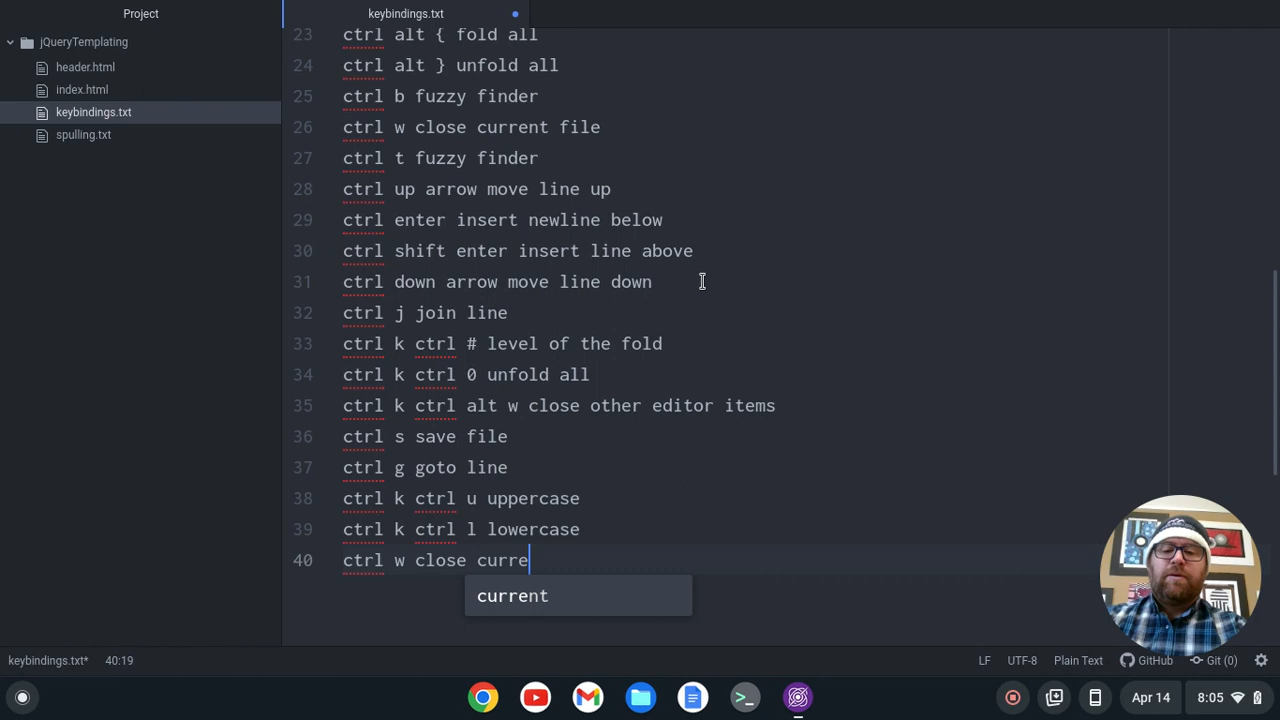 Project
keybindings.txt
jQueryTemplating
header.html
index.html
keybindings.txt
spulling.txt
23 ctrl alt { fold all
24 ctrl alt } unfold all
25 ctrl b fuzzy finder
26 ctrl w close current file
27 ctrl t fuzzy finder
28 ctrl up arrow move line up
29 ctrl enter insert newline below
30 ctrl shift enter insert line above
31 ctrl down arrow move line down
32 ctrl j join line
33 ctrl k ctrl # level of the fold
34 ctrl k ctrl 0 unfold all
35 ctrl k ctrl alt w close other editor items
36 ctrl s save file
37 ctrl g goto line
38 ctrl k ctrl u uppercase
39 ctrl k ctrl l lowercase
40 ctrl w close curre
current
keybindings.txt* 40:19 LF UTF-8 Plain Text GitHub Git (0)
Apr 14 8:05